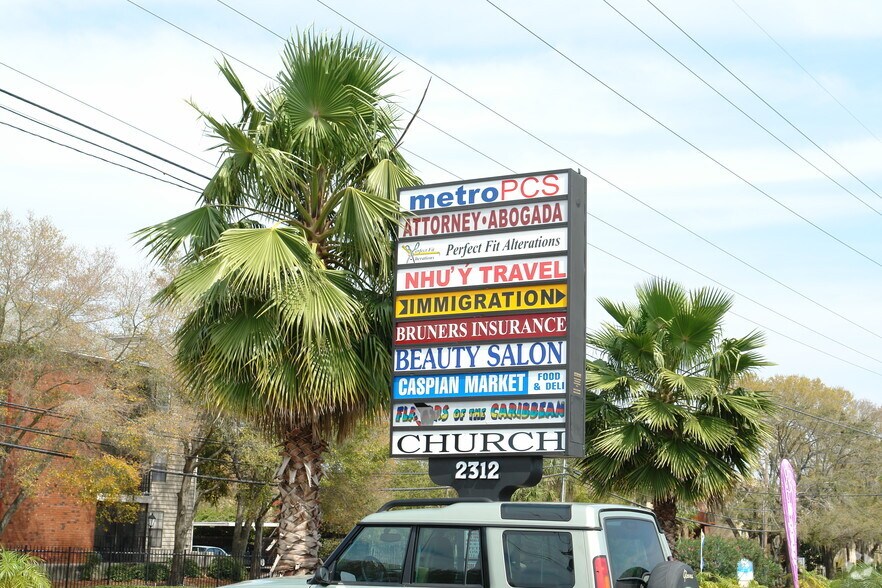 metroPCS
ATTORNEY·ABOGADA
Perfect Fit Alterations
NHU'Ý TRAVEL
IMMIGRATION
BRUNERS INSURANCE
BEAUTY SALON
CASPIAN MARKET FOOD & DELI
FLAVORS OF THE CARIBBEAN
CHURCH
2312